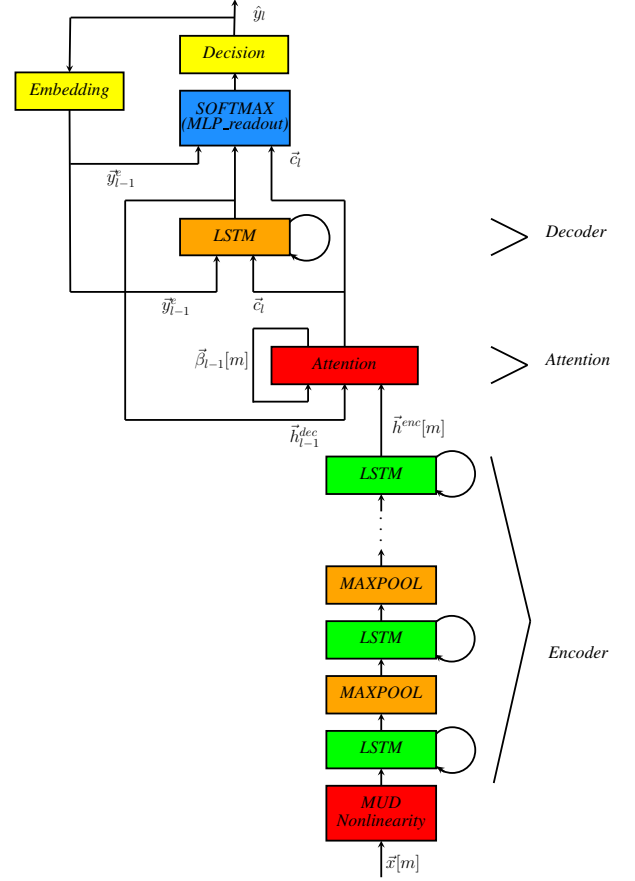 ŷ_l
Decision
Embedding
SOFTMAX
(MLP_readout)
y⃗^e_{l−1}
c⃗_l
LSTM
Decoder
y⃗^e_{l−1}
c⃗_l
β⃗_{l−1}[m]
Attention
Attention
h⃗^{dec}_{l−1}
h⃗^{enc}[m]
LSTM
MAXPOOL
LSTM
Encoder
MAXPOOL
LSTM
MUD
Nonlinearity
x⃗[m]